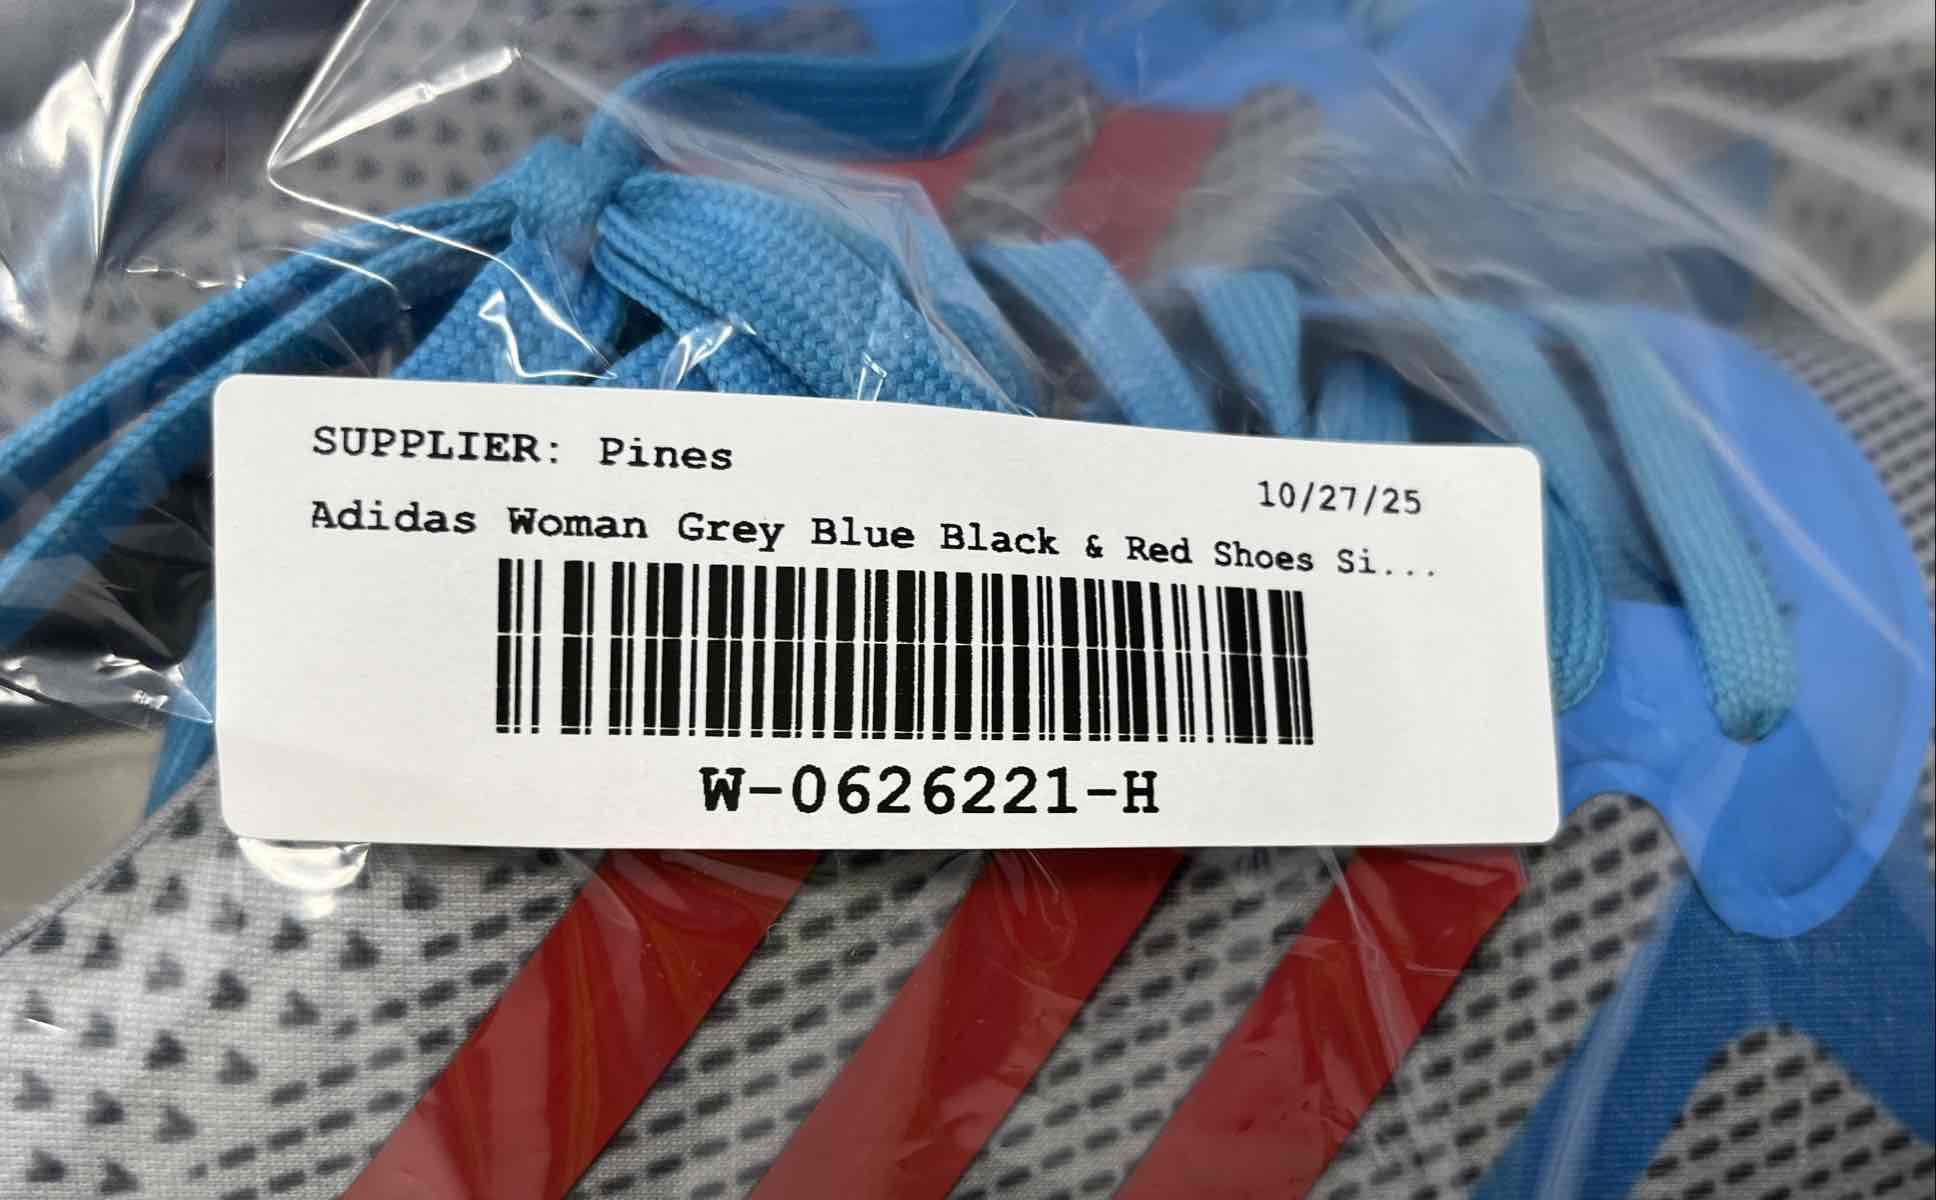 SUPPLIER: Pines
10/27/25
Adidas Woman Grey Blue Black & Red Shoes Si...
W-0626221-H